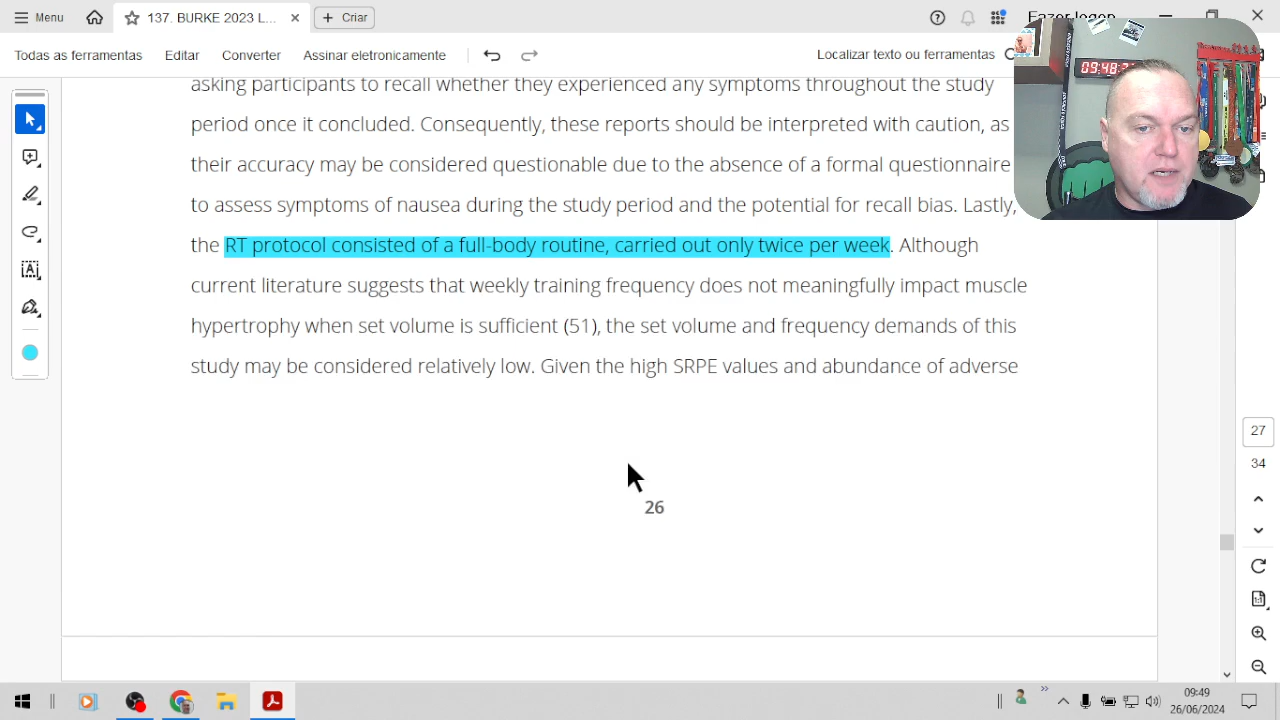 Menu
137. BURKE 2023 L...
Criar
Fazer logon
Todas as ferramentas
Editar
Converter
Assinar eletronicamente
Localizar texto ou ferramentas
09:48
asking participants to recall whether they experienced any symptoms throughout the study
period once it concluded. Consequently, these reports should be interpreted with caution, as
their accuracy may be considered questionable due to the absence of a formal questionnaire
to assess symptoms of nausea during the study period and the potential for recall bias. Lastly,
the RT protocol consisted of a full-body routine, carried out only twice per week. Although
current literature suggests that weekly training frequency does not meaningfully impact muscle
hypertrophy when set volume is sufficient (51), the set volume and frequency demands of this
study may be considered relatively low. Given the high SRPE values and abundance of adverse
26
27
34
09:49
26/06/2024